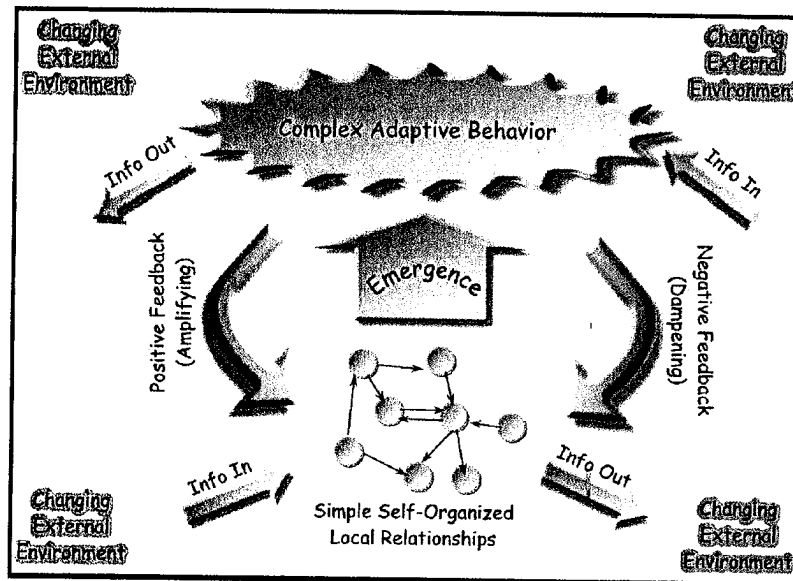 Changing
External
Environment
Changing
External
Environment
Complex Adaptive Behavior
Info Out
Info In
Emergence
Positive Feedback
(Amplifying)
Negative Feedback
(Dampening)
Info In
Info Out
Simple Self-Organized
Local Relationships
Changing
External
Environment
Changing
External
Environment